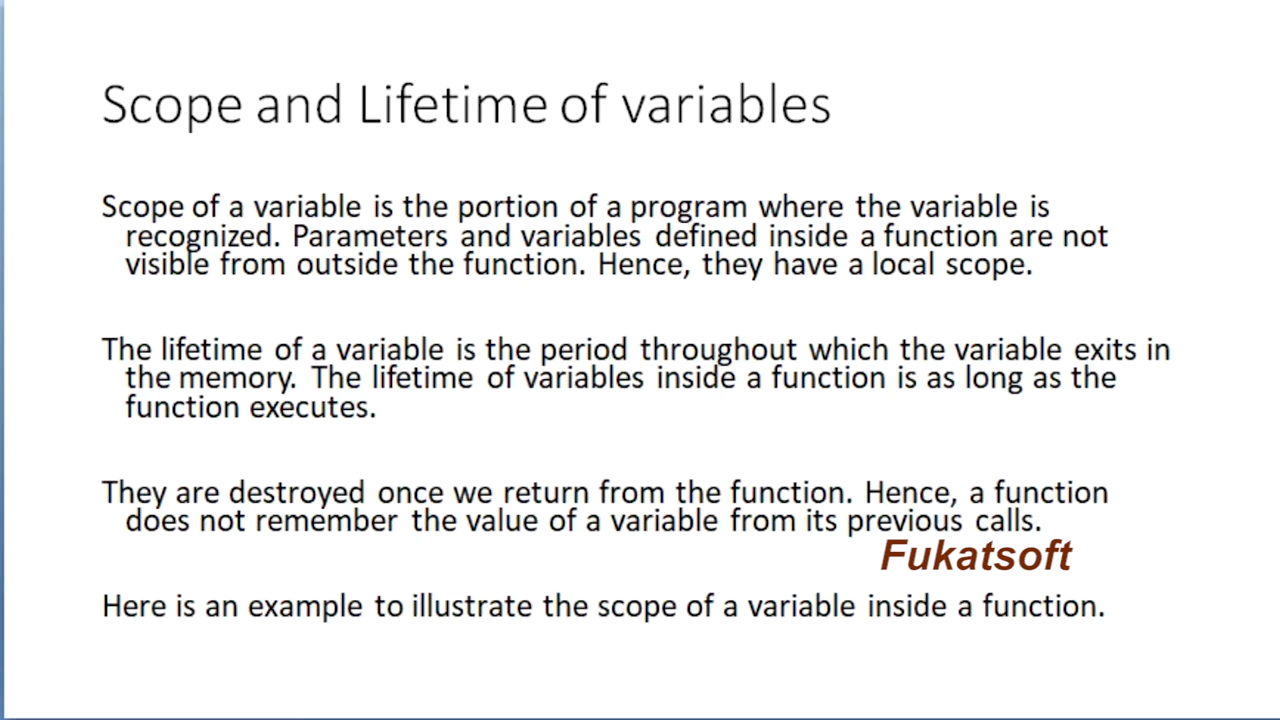 Scope and Lifetime of variables
Scope of a variable is the portion of a program where the variable is
recognized. Parameters and variables defined inside a function are not
visible from outside the function. Hence, they have a local scope.
The lifetime of a variable is the period throughout which the variable exits in
the memory. The lifetime of variables inside a function is as long as the
function executes.
They are destroyed once we return from the function. Hence, a function
does not remember the value of a variable from its previous calls.
Fukatsoft
Here is an example to illustrate the scope of a variable inside a function.